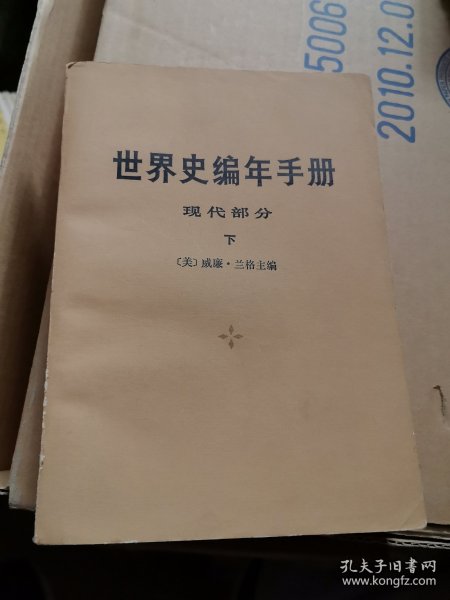 5006
2010.12.0
世界史编年手册
现代部分
下
〔美〕威廉·兰格主编
孔夫子旧书网
www.kongfz.com